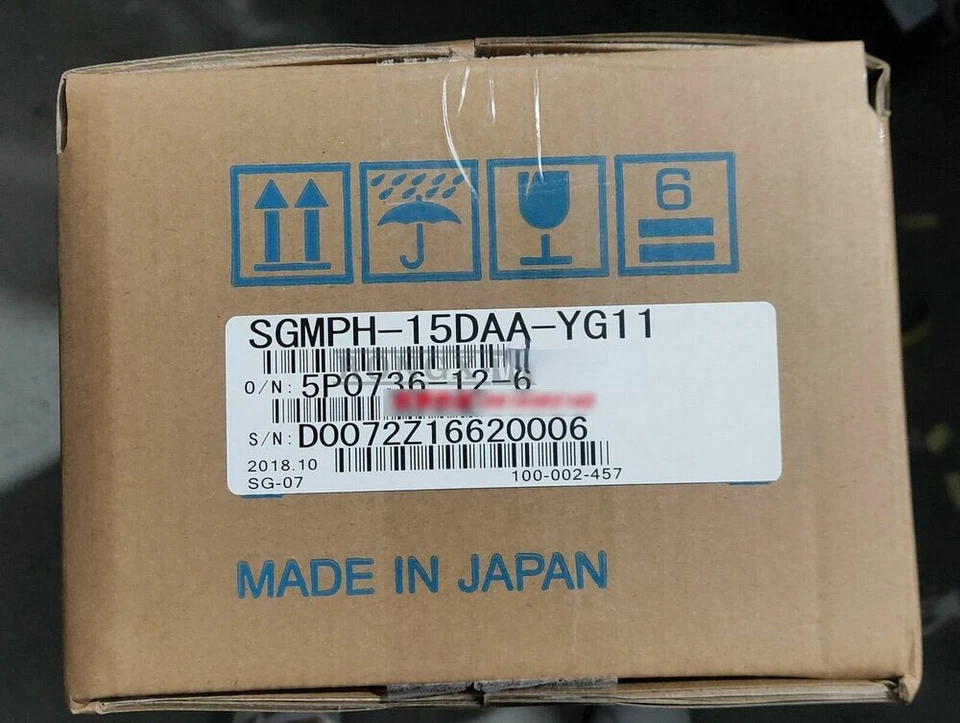 6
SGMPH-15DAA-YG11
O/N: 5P0736-12-6
S/N: D0072Z16620006
2018.10
SG-07
100-002-457
MADE IN JAPAN